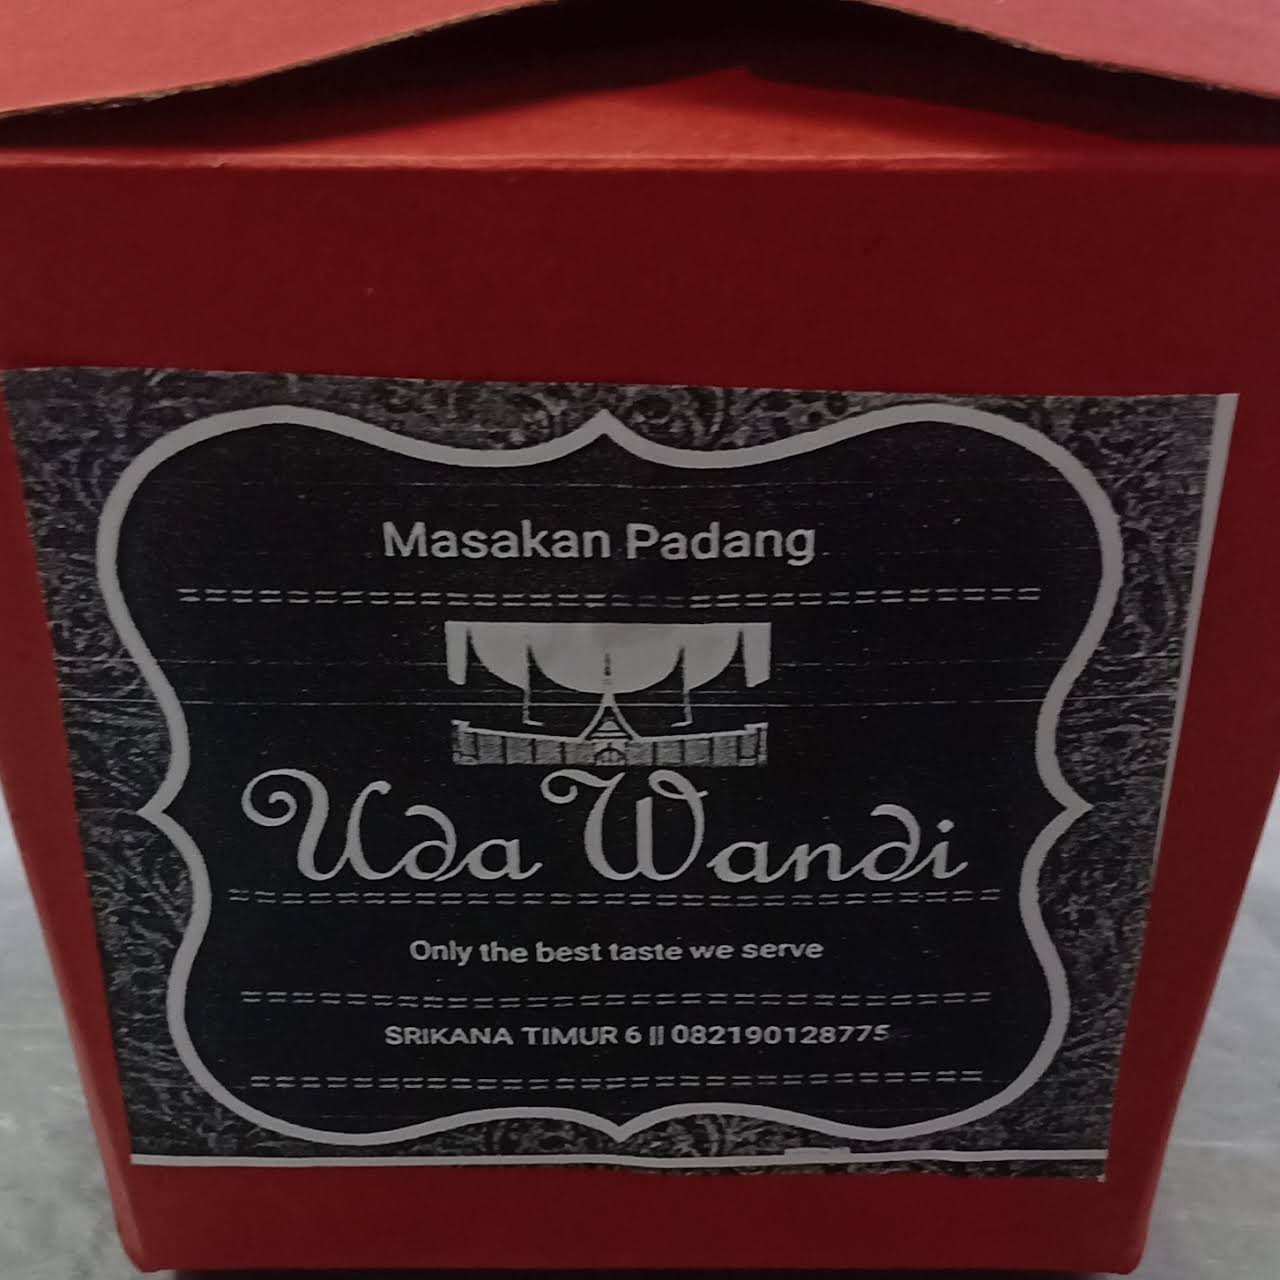 Masakan Padang
Uda Wandi
Only the best taste we serve
SRIKANA TIMUR 6 || 082190128775